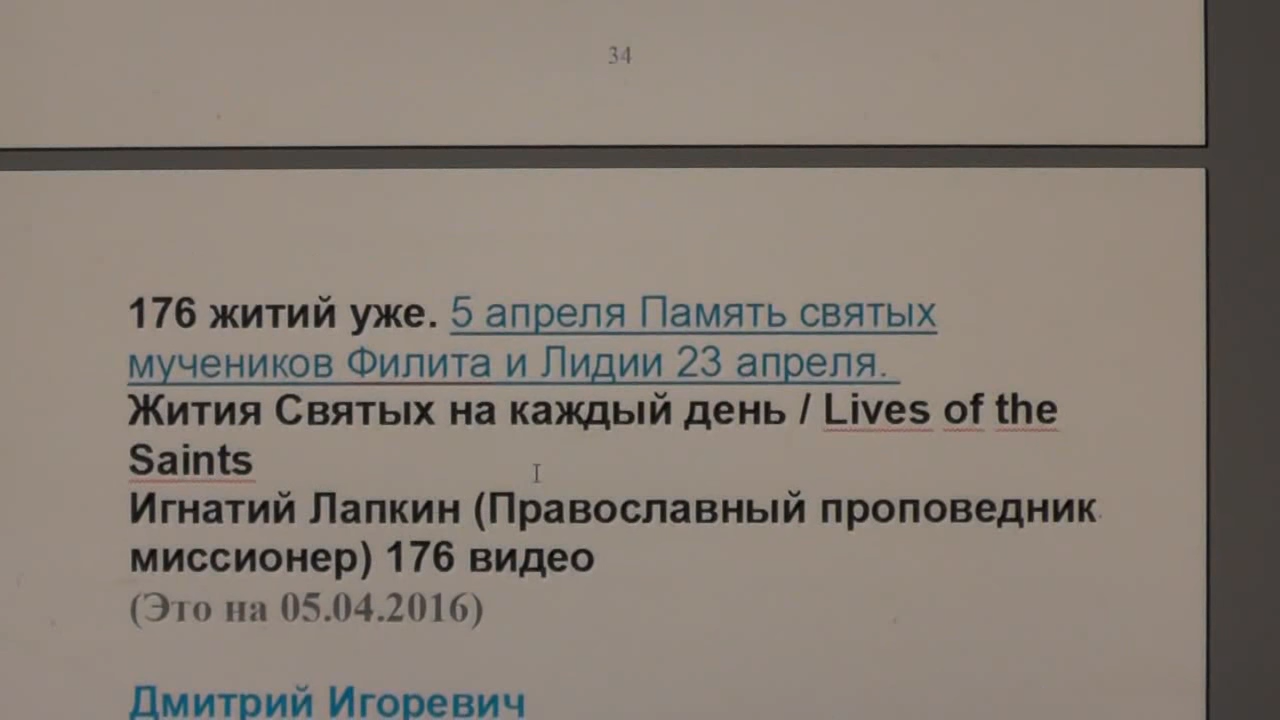 34
176 житий уже. 5 апреля Память святых
мучеников Филита и Лидии 23 апреля.
Жития Святых на каждый день / Lives of the
Saints
Игнатий Лапкин (Православный проповедник
миссионер) 176 видео
(Это на 05.04.2016)
Дмитрий Игоревич